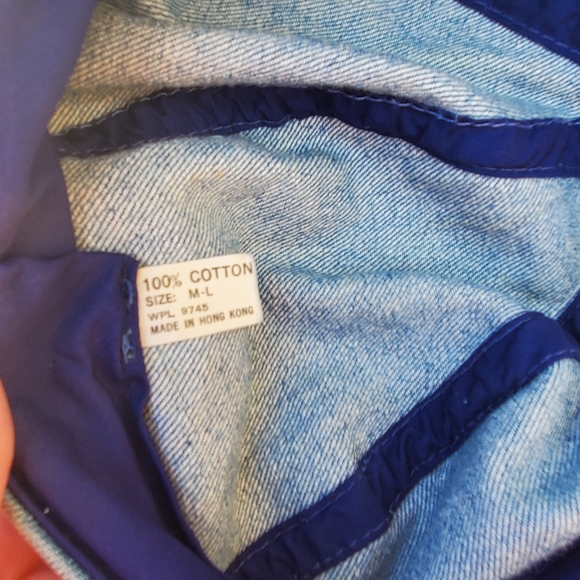 100% COTTON
SIZE: M-L
WPL 9745
MADE IN HONG KONG